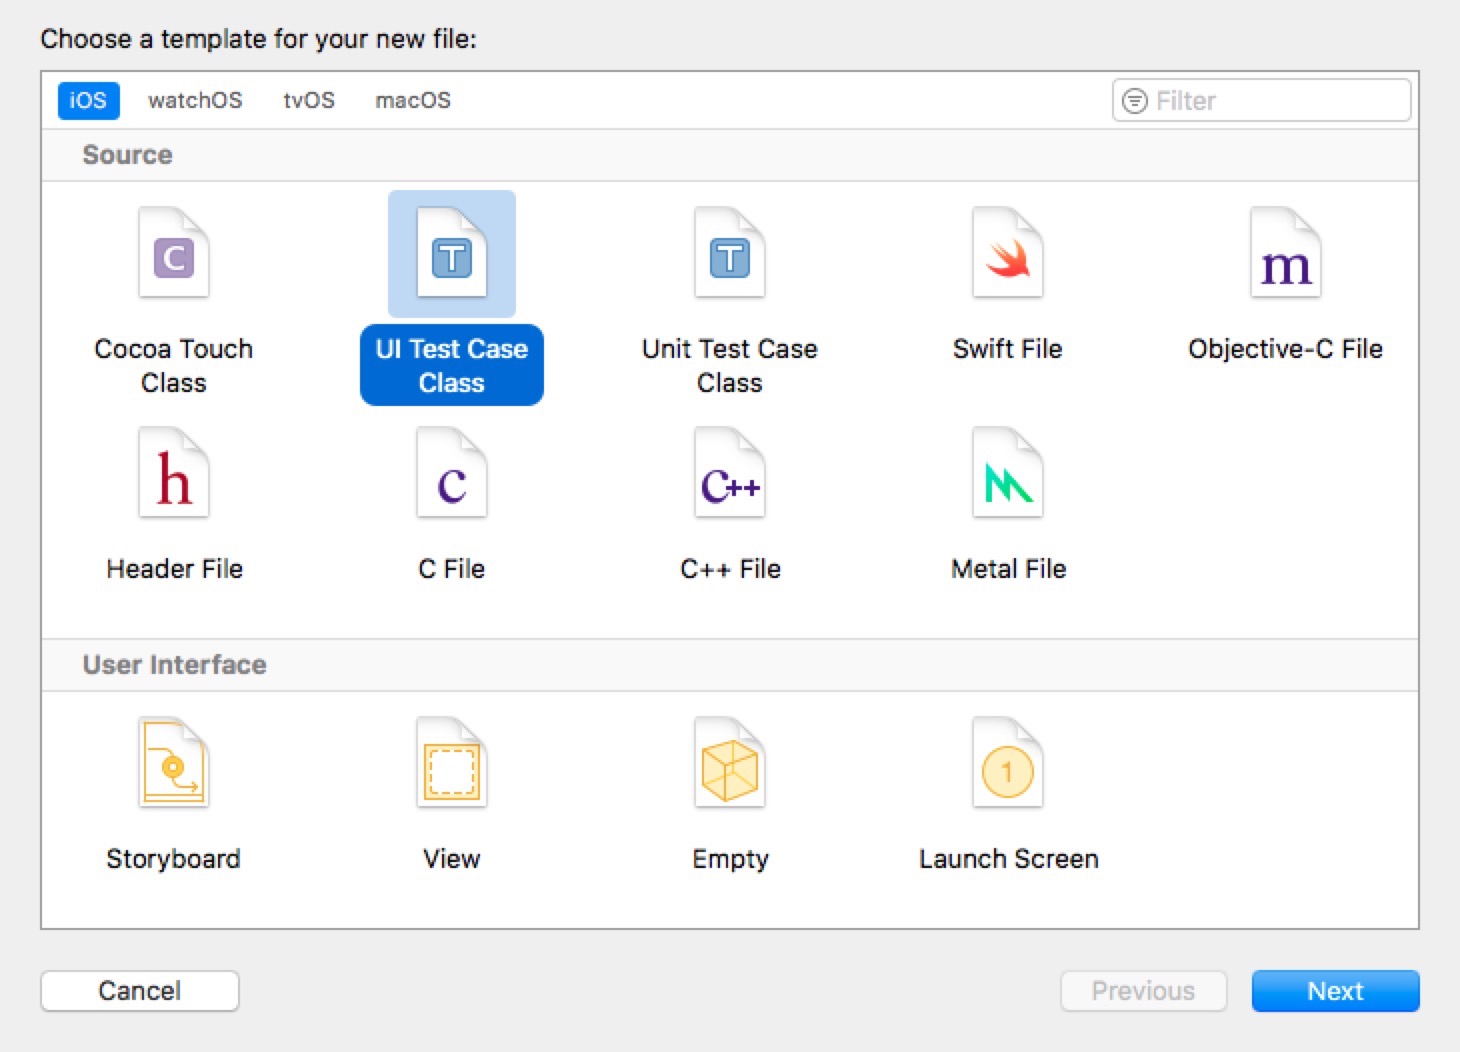 Choose a template for your new file:
iOS watchOS tvOS macOS Filter
Source
C T T m
Cocoa Touch Class
UI Test Case Class
Unit Test Case Class
Swift File
Objective-C File
h c C++
Header File
C File
C++ File
Metal File
User Interface
1
Storyboard
View
Empty
Launch Screen
Cancel Previous Next